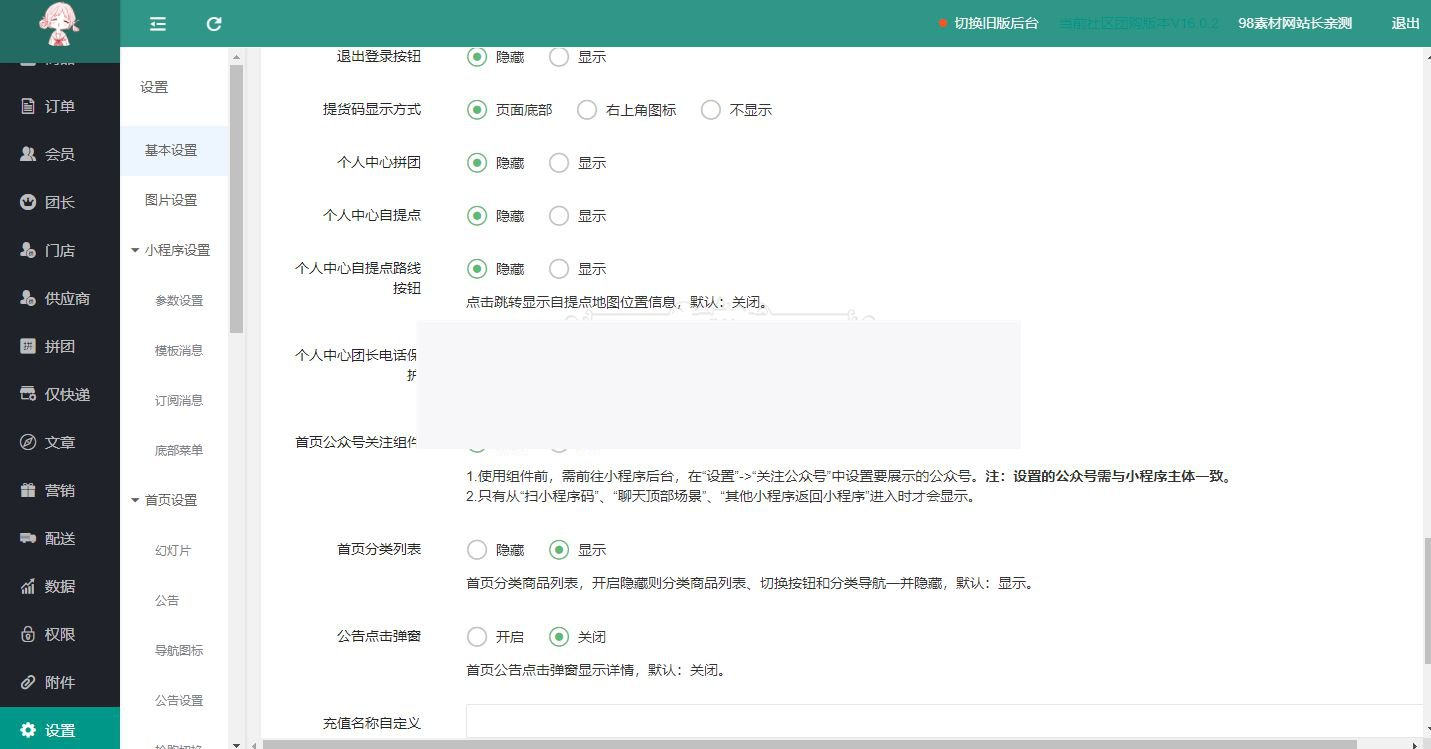 切换旧版后台 当前社区团购版本V16.0.2 98素材网站长亲测 退出
订单
会员
团长
门店
供应商
拼团
仅快递
文章
营销
配送
数据
权限
附件
设置
设置
基本设置
图片设置
小程序设置
参数设置
模板消息
订阅消息
底部菜单
首页设置
幻灯片
公告
导航图标
公告设置
退出登录按钮 隐藏 显示
提货码显示方式 页面底部 右上角图标 不显示
个人中心拼团 隐藏 显示
个人中心自提点 隐藏 显示
个人中心自提点路线
按钮
隐藏 显示
点击跳转显示自提点地图位置信息，默认：关闭。
个人中心团长电话保
护
首页公众号关注组件
1.使用组件前，需前往小程序后台，在“设置”->“关注公众号”中设置要展示的公众号。注：设置的公众号需与小程序主体一致。
2.只有从“扫小程序码”、“聊天顶部场景”、“其他小程序返回小程序”进入时才会显示。
首页分类列表 隐藏 显示
首页分类商品列表，开启隐藏则分类商品列表、切换按钮和分类导航一并隐藏，默认：显示。
公告点击弹窗 开启 关闭
首页公告点击弹窗显示详情，默认：关闭。
充值名称自定义